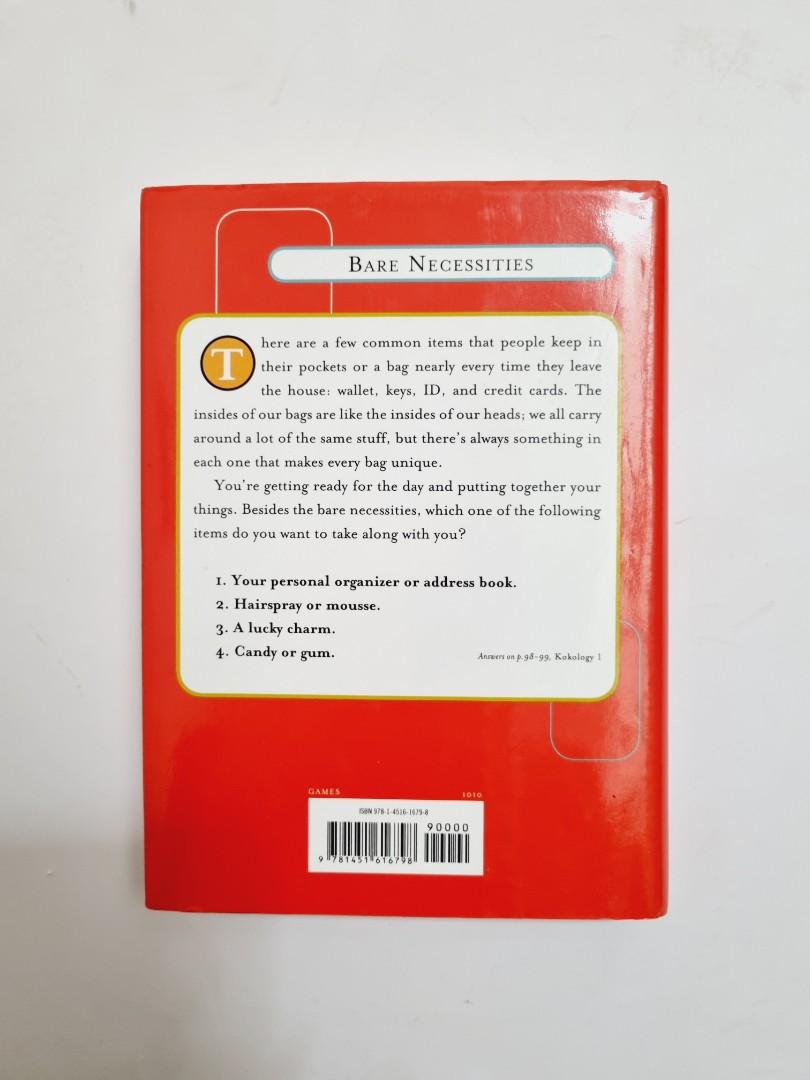 BARE NECESSITIES
There are a few common items that people keep in
their pockets or a bag nearly every time they leave
the house: wallet, keys, ID, and credit cards. The
insides of our bags are like the insides of our heads; we all carry
around a lot of the same stuff, but there's always something in
each one that makes every bag unique.
You're getting ready for the day and putting together your
things. Besides the bare necessities, which one of the following
items do you want to take along with you?
1. Your personal organizer or address book.
2. Hairspray or mousse.
3. A lucky charm.
4. Candy or gum.
Answers on p.98–99, Kokology 1
GAMES 1010
ISBN 978-1-4516-1679-8
90000
9 781451 616798